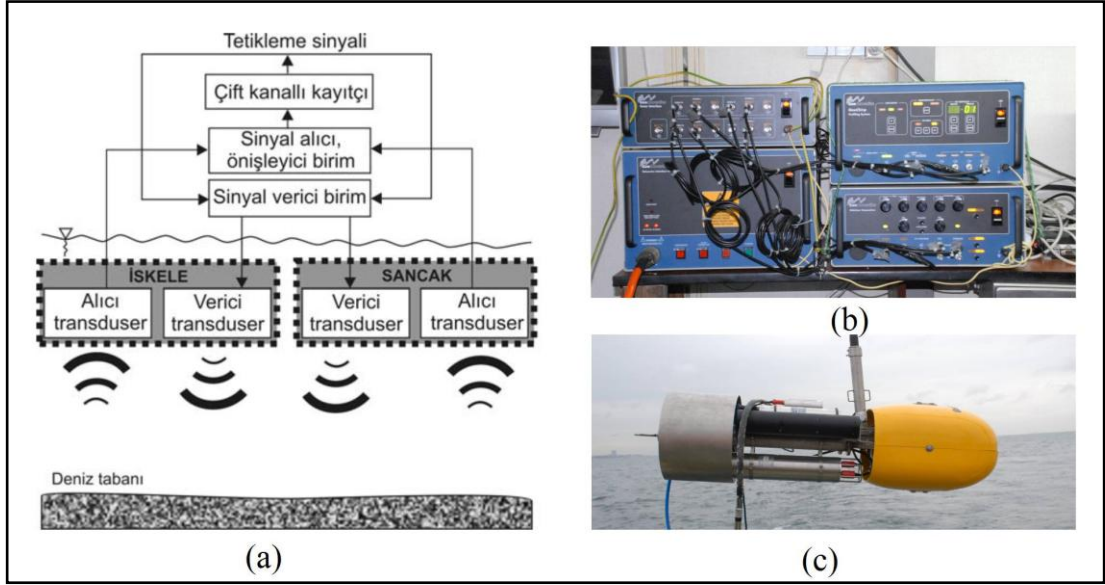 Tetikleme sinyali
Çift kanallı kayıtçı
Sinyal alıcı,
önişleyici birim
Sinyal verici birim
İSKELE
SANCAK
Alıcı
transduser
Verici
transduser
Verici
transduser
Alıcı
transduser
Deniz tabanı
(a)
(b)
(c)